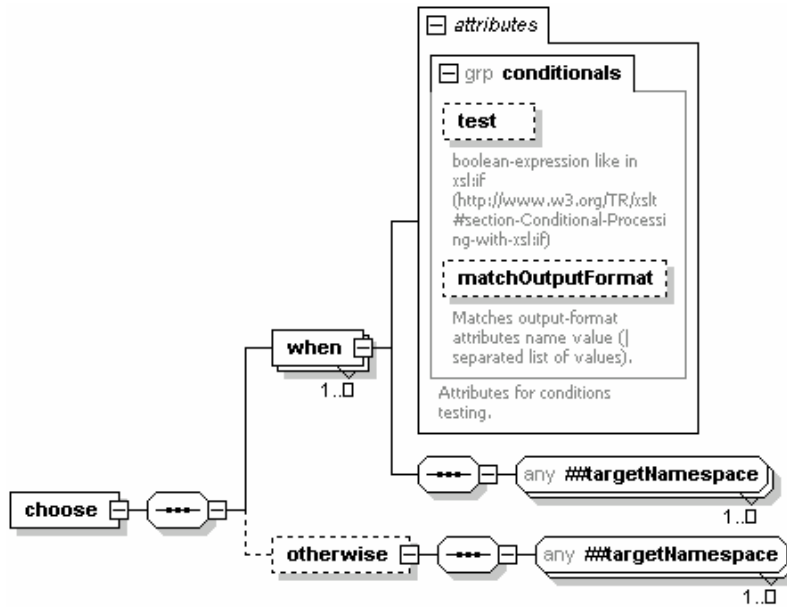 attributes
grp conditionals
test
boolean-expression like in
xsl:if
(http://www.w3.org/TR/xslt
#section-Conditional-Processi
ng-with-xsl:if)
matchOutputFormat
Matches output-format
attributes name value (|
separated list of values).
Attributes for conditions
testing.
when
1..
any ##targetNamespace
1..
choose
otherwise
any ##targetNamespace
1..